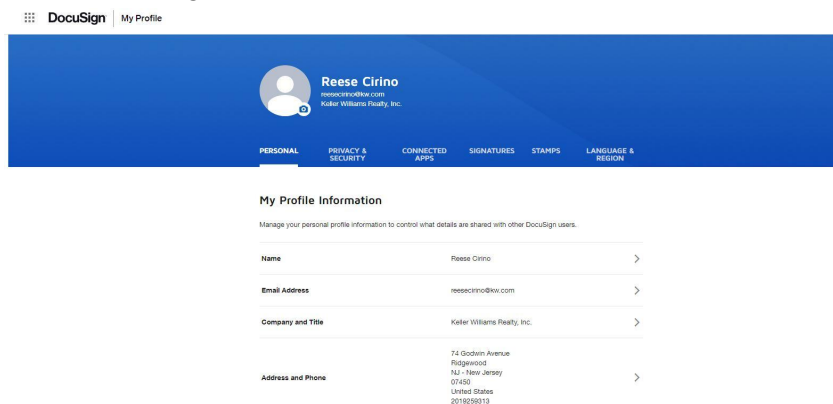 DocuSign My Profile
Reese Cirino
reesecirino@kw.com
Keller Williams Realty, Inc.
PERSONAL PRIVACY & SECURITY CONNECTED APPS SIGNATURES STAMPS LANGUAGE & REGION
My Profile Information
Manage your personal profile information to control what details are shared with other DocuSign users.
Name Reese Cirino
Email Address reesecirino@kw.com
Company and Title Keller Williams Realty, Inc.
Address and Phone
74 Godwin Avenue
Ridgewood
NJ - New Jersey
07450
United States
2019259313